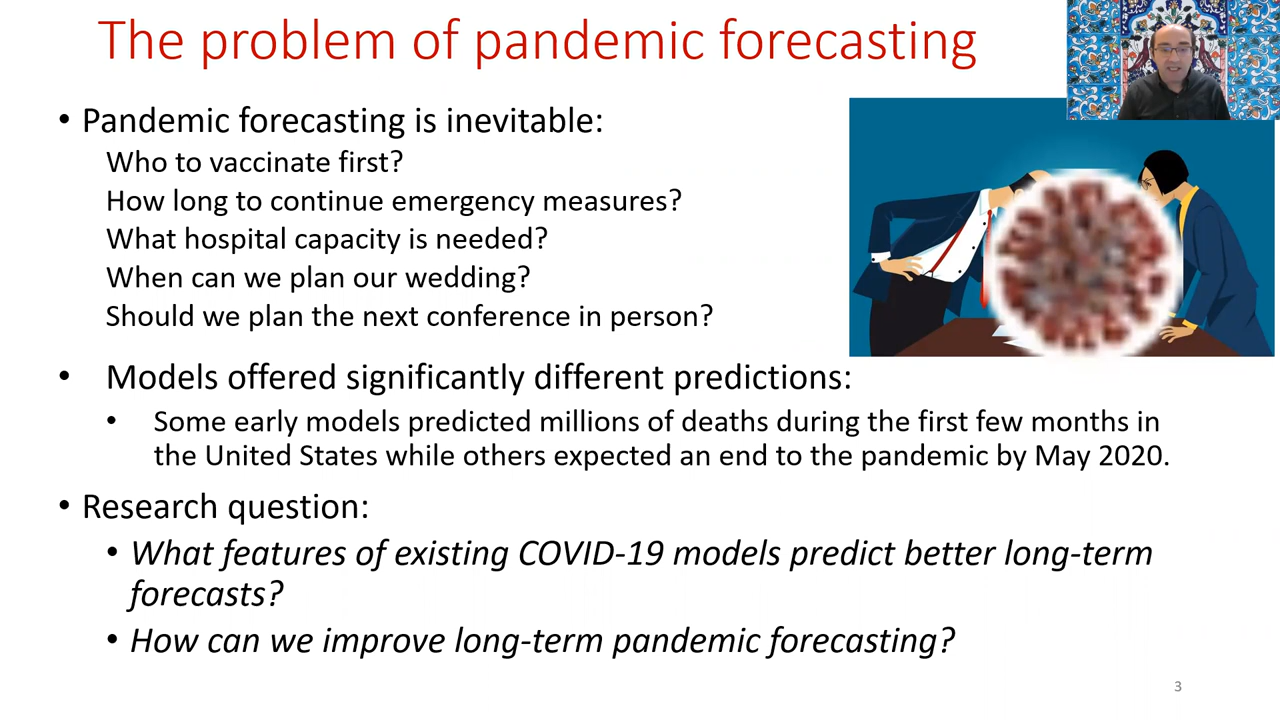 The problem of pandemic forecasting
• Pandemic forecasting is inevitable:
Who to vaccinate first?
How long to continue emergency measures?
What hospital capacity is needed?
When can we plan our wedding?
Should we plan the next conference in person?
• Models offered significantly different predictions:
• Some early models predicted millions of deaths during the first few months in
the United States while others expected an end to the pandemic by May 2020.
• Research question:
• What features of existing COVID-19 models predict better long-term
forecasts?
• How can we improve long-term pandemic forecasting?
3